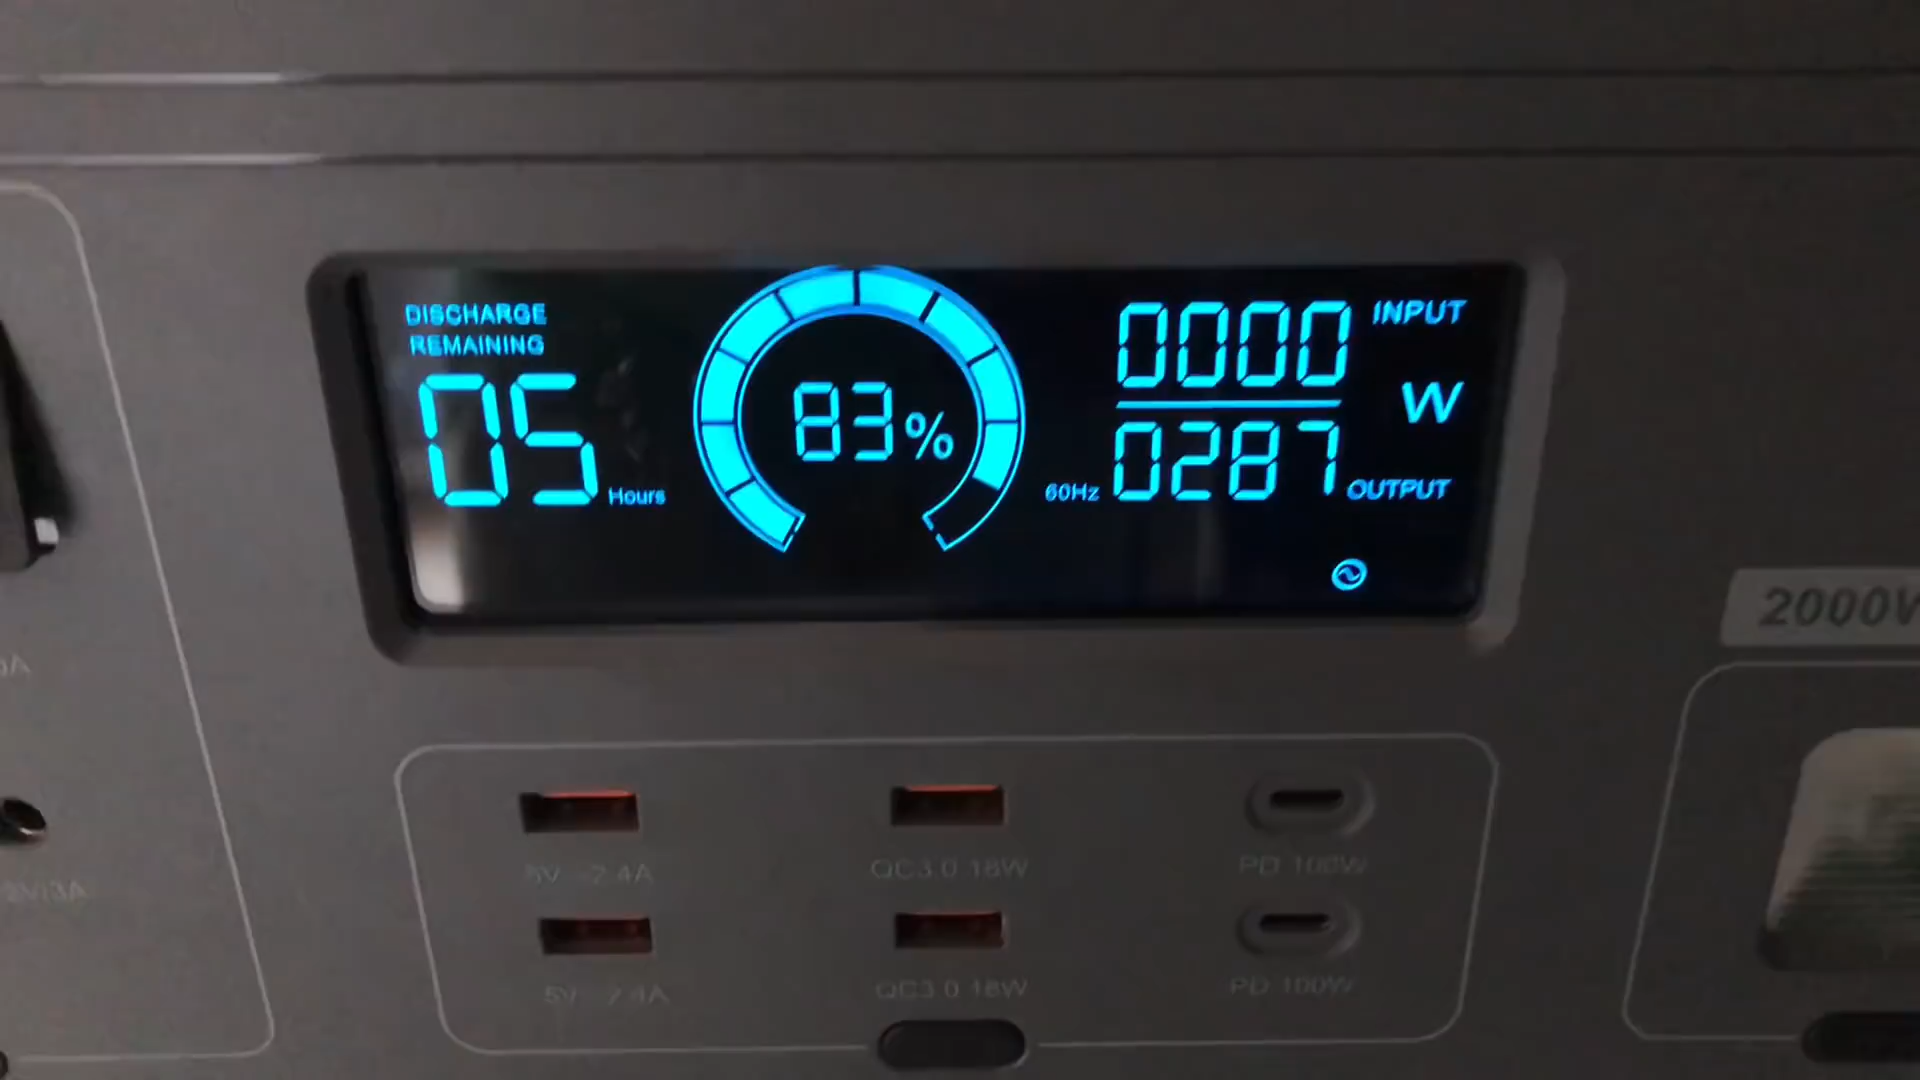 DISCHARGE
REMAINING
05 Hours
83%
0000 INPUT
W
60Hz 0287 OUTPUT
2000W
5V 2.4A
QC3.0 18W
PD 100W
5V 2.4A
QC3.0 18W
PD 100W